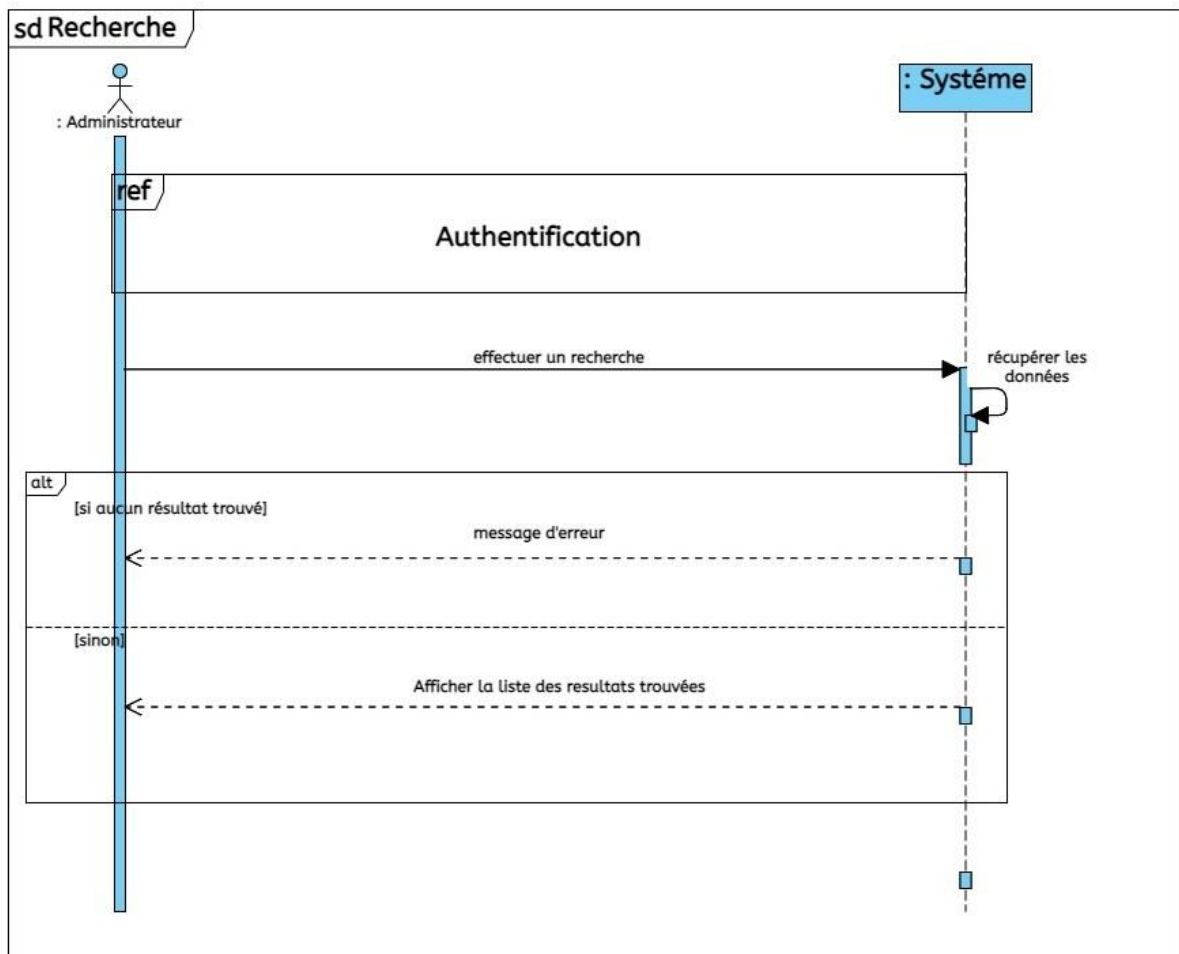 sd Recherche
: Administrateur
: Systéme
ref
Authentification
effectuer un recherche
récupérer les
données
alt
[si aucun résultat trouvé]
message d'erreur
[sinon]
Afficher la liste des resultats trouvées